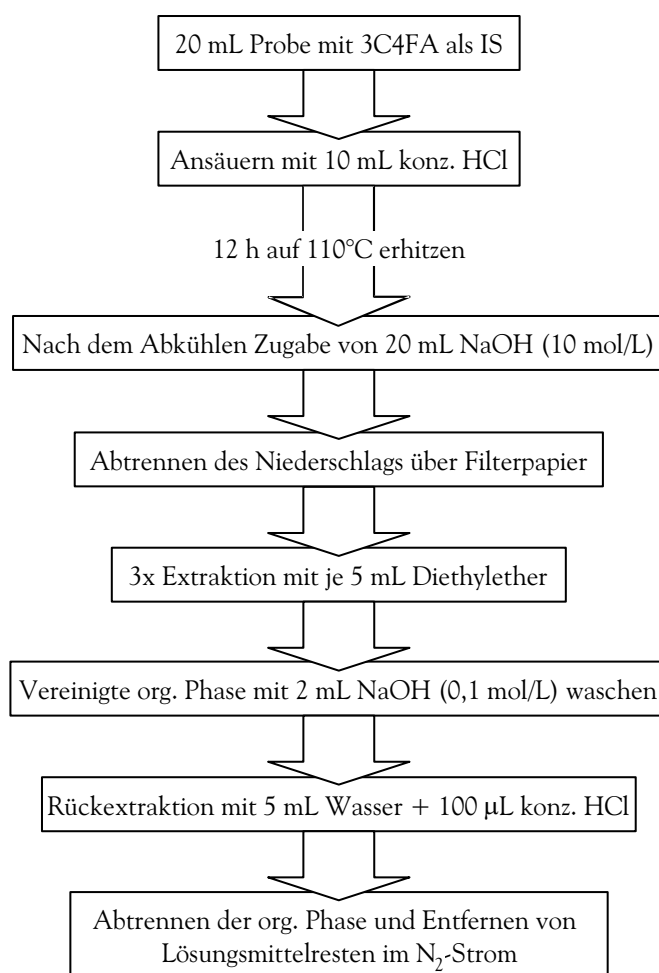 20 mL Probe mit 3C4FA als IS
Ansäuern mit 10 mL konz. HCl
12 h auf 110°C erhitzen
Nach dem Abkühlen Zugabe von 20 mL NaOH (10 mol/L)
Abtrennen des Niederschlags über Filterpapier
3x Extraktion mit je 5 mL Diethylether
Vereinigte org. Phase mit 2 mL NaOH (0,1 mol/L) waschen
Rückextraktion mit 5 mL Wasser + 100 µL konz. HCl
Abtrennen der org. Phase und Entfernen von
Lösungsmittelresten im N₂-Strom